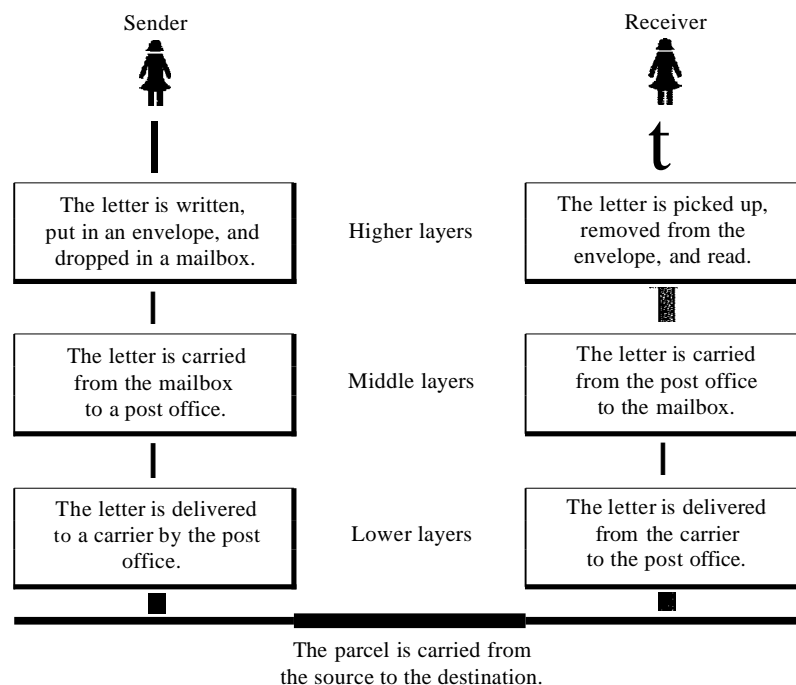 Sender
Receiver
t
The letter is written,
put in an envelope, and
dropped in a mailbox.
Higher layers
The letter is picked up,
removed from the
envelope, and read.
The letter is carried
from the mailbox
to a post office.
Middle layers
The letter is carried
from the post office
to the mailbox.
The letter is delivered
to a carrier by the post
office.
Lower layers
The letter is delivered
from the carrier
to the post office.
The parcel is carried from
the source to the destination.